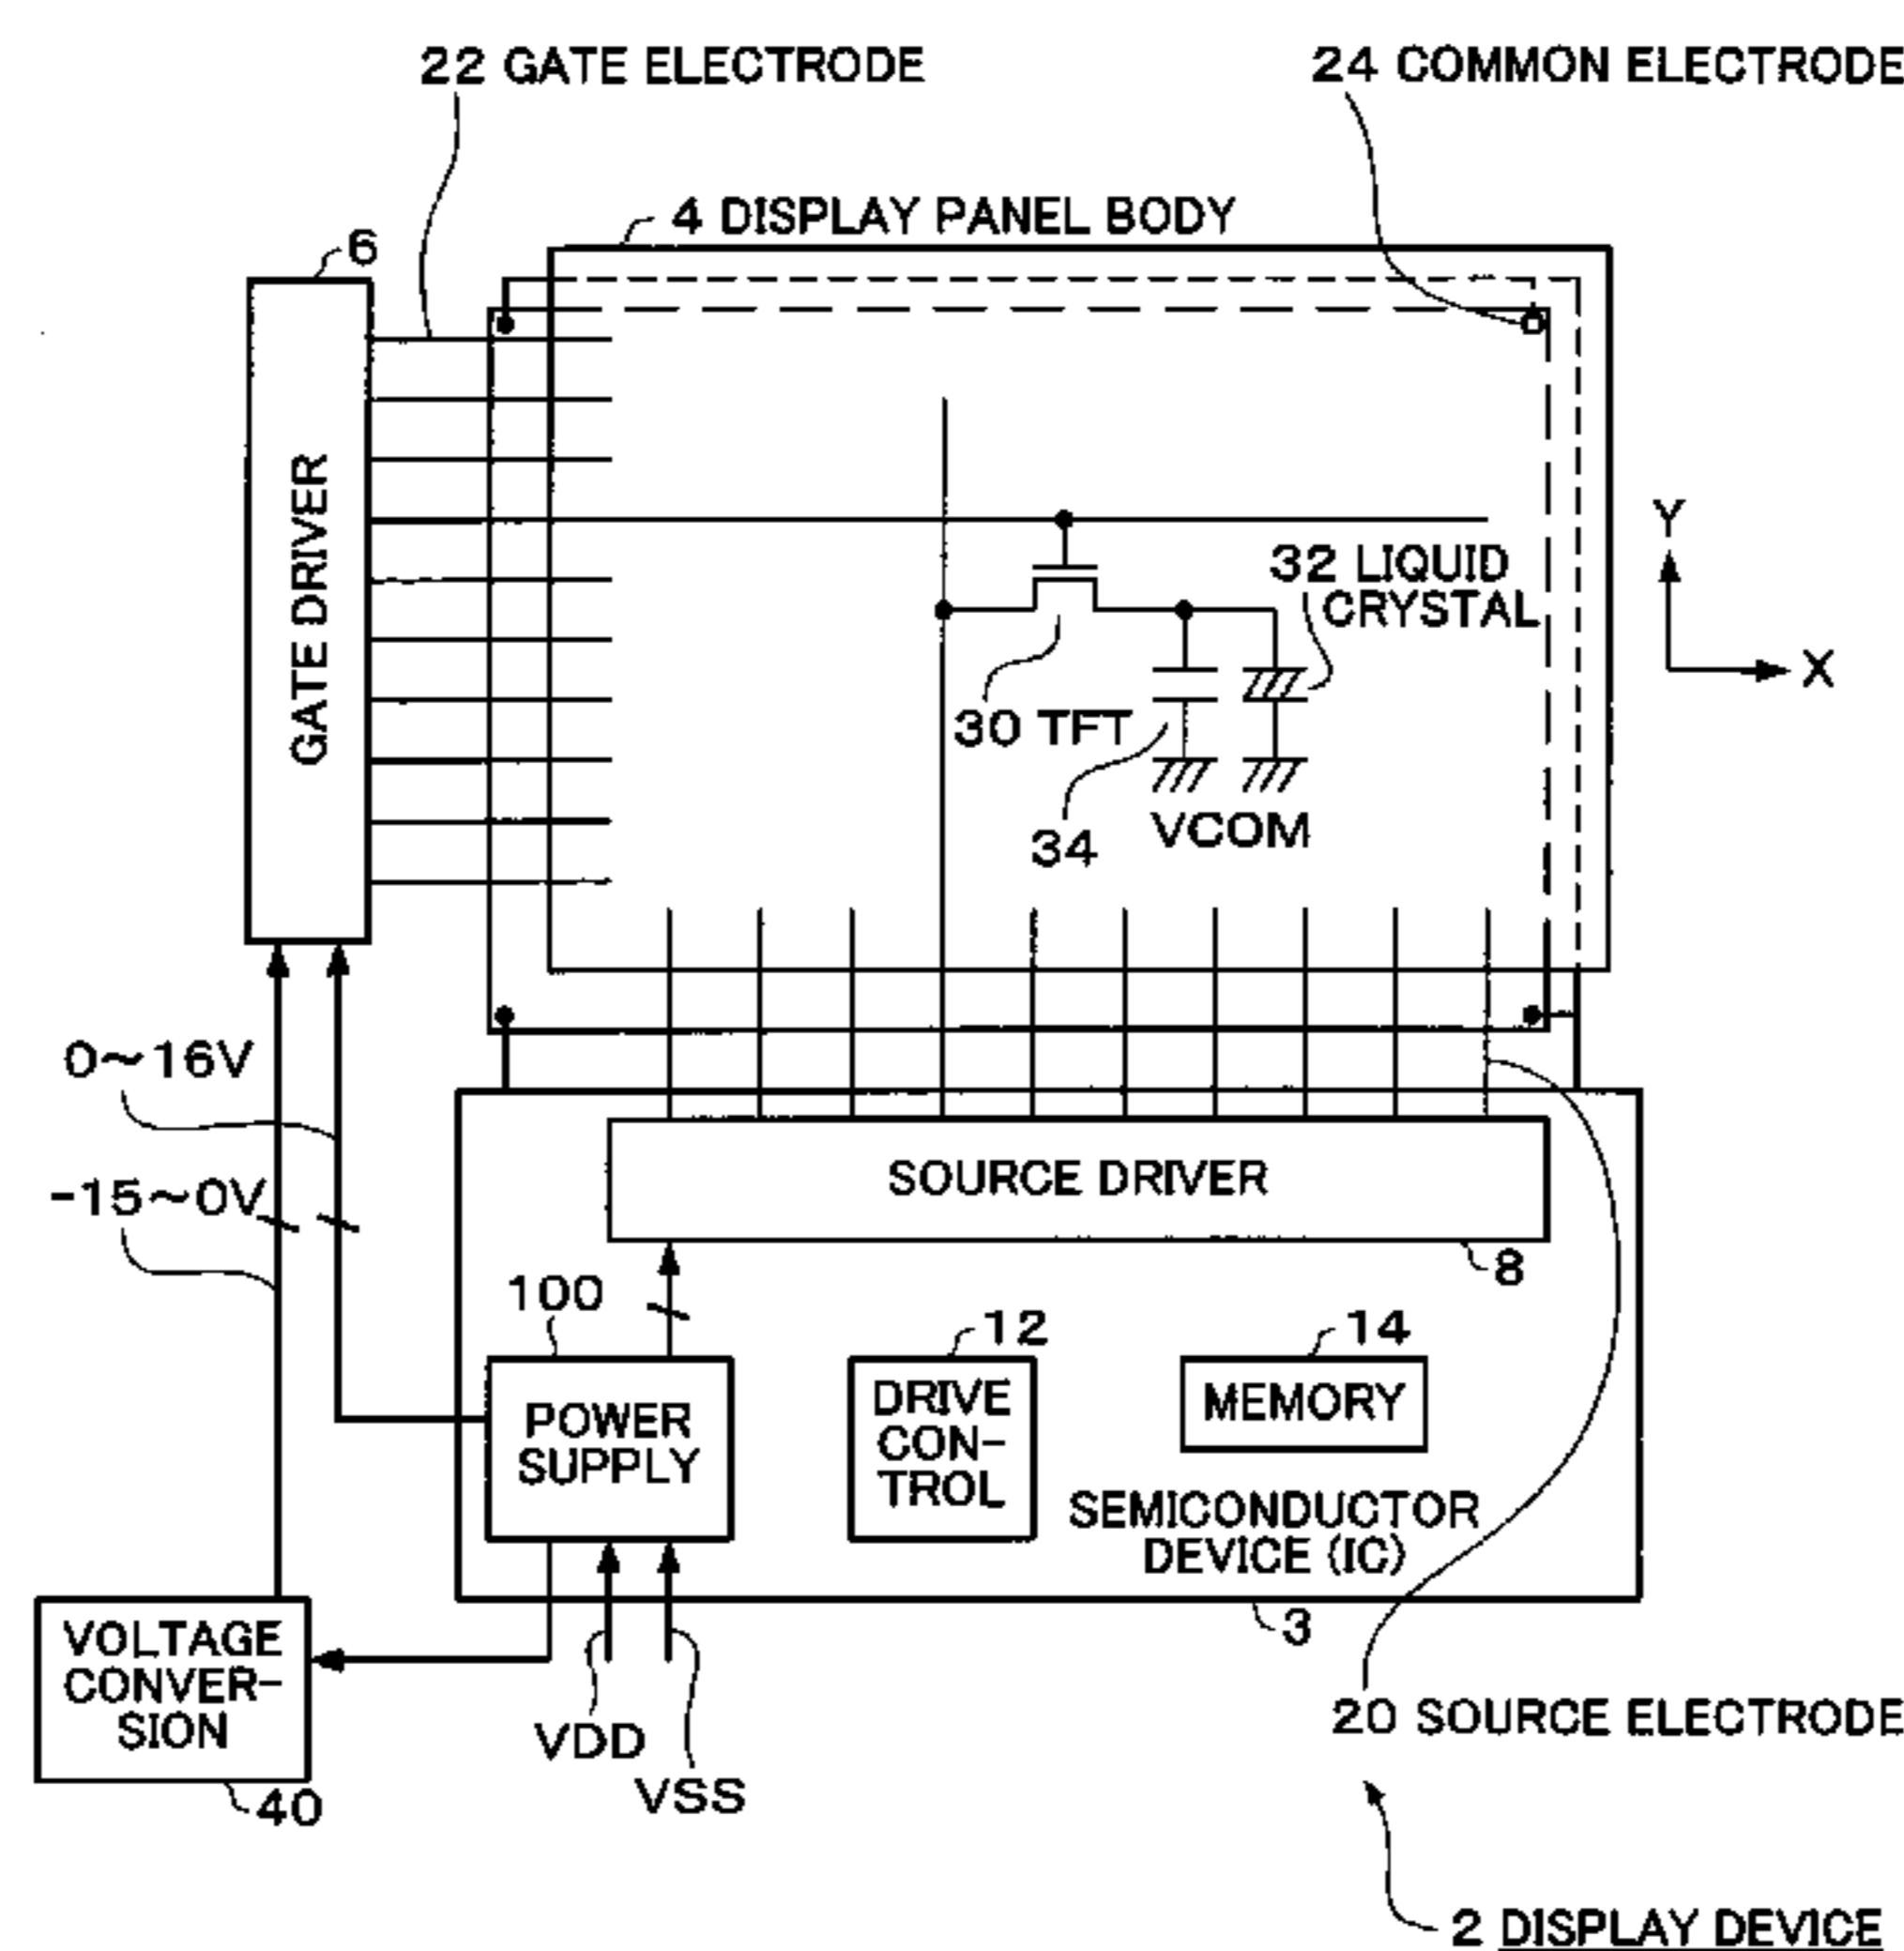 22 GATE ELECTRODE
24 COMMON ELECTRODE
4 DISPLAY PANEL BODY
6
GATE DRIVER
Y
X
32 LIQUID
CRYSTAL
30 TFT
34
VCOM
0~16V
-15~0V
SOURCE DRIVER
8
100
12
14
POWER
SUPPLY
DRIVE
CON-
TROL
MEMORY
SEMICONDUCTOR
DEVICE (IC)
3
VOLTAGE
CONVER-
SION
40
VDD
VSS
20 SOURCE ELECTRODE
2 DISPLAY DEVICE